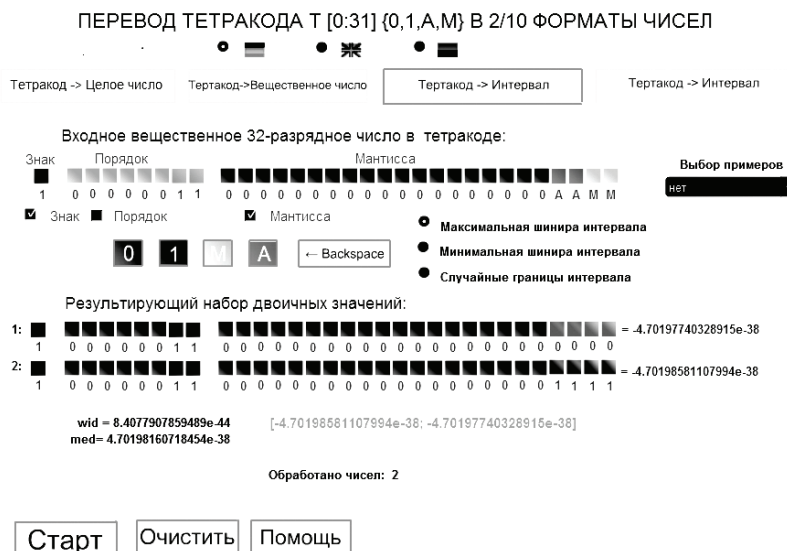 ПЕРЕВОД ТЕТРАКОДА T [0:31] {0,1,A,M} В 2/10 ФОРМАТЫ ЧИСЕЛ
Тетракод -> Целое число Тертакод->Вещественное число Тертакод -> Интервал Тертакод -> Интервал
Входное вещественное 32-разрядное число в тетракоде:
Знак Порядок Мантисса
Выбор примеров
1 0 0 0 0 0 0 1 1 0 0 0 0 0 0 0 0 0 0 0 0 0 0 0 0 0 0 0 A A M M
нет
Знак Порядок Мантисса
Максимальная шинира интервала
0 1 M A ← Backspace
Минимальная шинира интервала
Случайные границы интервала
Результирующий набор двоичных значений:
1: = -4.70197740328915e-38
1 0 0 0 0 0 0 1 1 0 0 0 0 0 0 0 0 0 0 0 0 0 0 0 0 0 0 0 0 0 0 0
2: = -4.70198581107994e-38
1 0 0 0 0 0 0 1 1 0 0 0 0 0 0 0 0 0 0 0 0 0 0 0 0 0 0 0 1 1 1 1
wid = 8.4077907859489e-44 [-4.70198581107994e-38; -4.70197740328915e-38]
med= 4.70198160718454e-38
Обработано чисел: 2
Старт Очистить Помощь